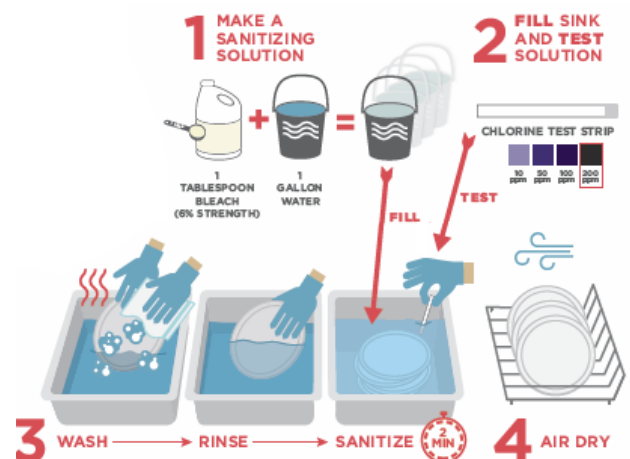 1 MAKE A
SANITIZING
SOLUTION
+
=
1
TABLESPOON
BLEACH
(6% STRENGTH)
1
GALLON
WATER
2 FILL SINK
AND TEST
SOLUTION
CHLORINE TEST STRIP
10
ppm
50
ppm
100
ppm
200
ppm
FILL
TEST
3 WASH
RINSE
SANITIZE
2
MIN
4 AIR DRY